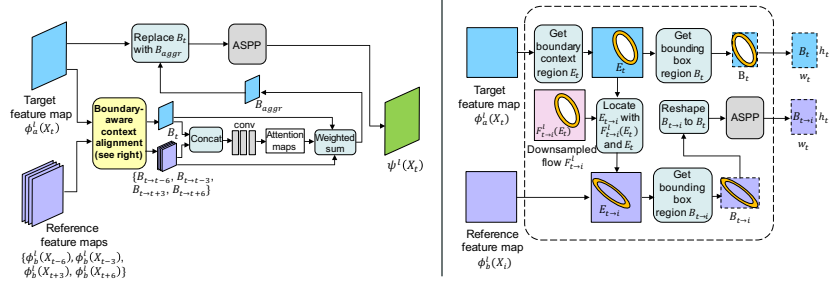 Replace B_t
with B_aggr
ASPP
Target
feature map
ϕ_a^l(X_t)
Boundary-
aware
context
alignment
(see right)
B_t
B_aggr
Concat
conv
Attention
maps
Weighted
sum
ψ^l(X_t)
{B_{t→t−6}, B_{t→t−3},
B_{t→t+3}, B_{t→t+6}}
Reference
feature maps
{ϕ_b^l(X_{t−6}), ϕ_b^l(X_{t−3}),
ϕ_b^l(X_{t+3}), ϕ_b^l(X_{t+6})}
Get
boundary
context
region E_t
E_t
Get
bounding
box
region B_t
B_t
B_t
h_t
w_t
Target
feature map
ϕ_a^l(X_t)
F_{t→i}^l(E_t)
Downsampled
flow F_{t→i}^l
Locate
E_{t→i} with
F_{t→i}^l(E_t)
and E_t
Reshape
B_{t→i} to B_t
ASPP
B_{t→i}
h_t
w_t
E_{t→i}
Get
bounding
box
region B_{t→i}
B_{t→i}
Reference
feature map
ϕ_b^l(X_i)